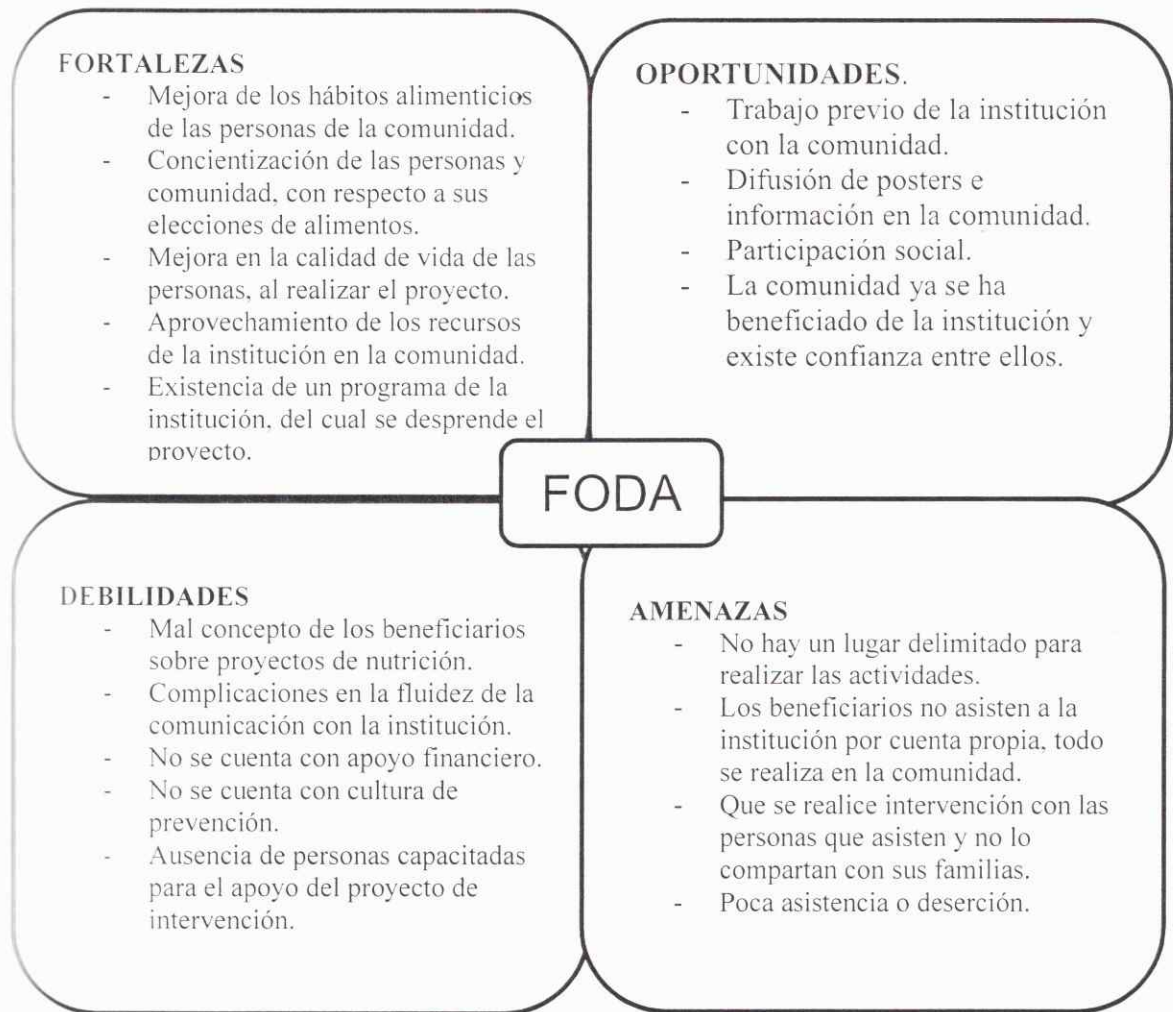 FORTALEZAS
- Mejora de los hábitos alimenticios
de las personas de la comunidad.
- Concientización de las personas y
comunidad, con respecto a sus
elecciones de alimentos.
- Mejora en la calidad de vida de las
personas, al realizar el proyecto.
- Aprovechamiento de los recursos
de la institución en la comunidad.
- Existencia de un programa de la
institución, del cual se desprende el
proyecto.
OPORTUNIDADES.
- Trabajo previo de la institución
con la comunidad.
- Difusión de posters e
información en la comunidad.
- Participación social.
- La comunidad ya se ha
beneficiado de la institución y
existe confianza entre ellos.
FODA
DEBILIDADES
- Mal concepto de los beneficiarios
sobre proyectos de nutrición.
- Complicaciones en la fluidez de la
comunicación con la institución.
- No se cuenta con apoyo financiero.
- No se cuenta con cultura de
prevención.
- Ausencia de personas capacitadas
para el apoyo del proyecto de
intervención.
AMENAZAS
- No hay un lugar delimitado para
realizar las actividades.
- Los beneficiarios no asisten a la
institución por cuenta propia, todo
se realiza en la comunidad.
- Que se realice intervención con las
personas que asisten y no lo
compartan con sus familias.
- Poca asistencia o deserción.